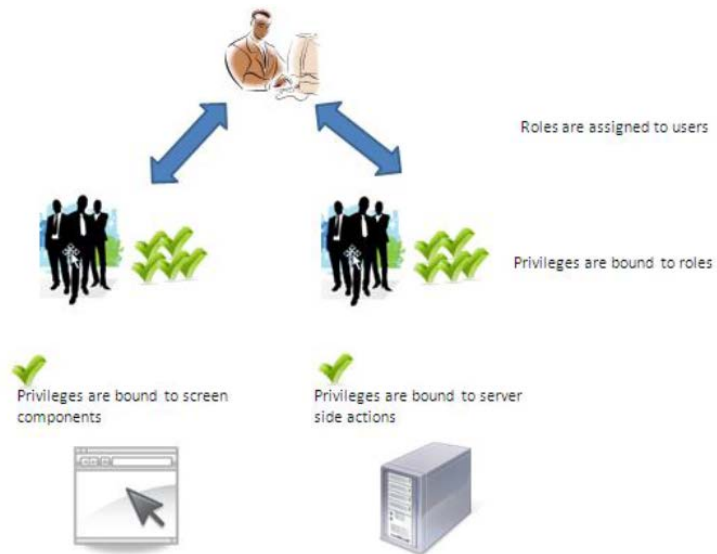 Roles are assigned to users
Privileges are bound to roles
Privileges are bound to screen
components
Privileges are bound to server
side actions